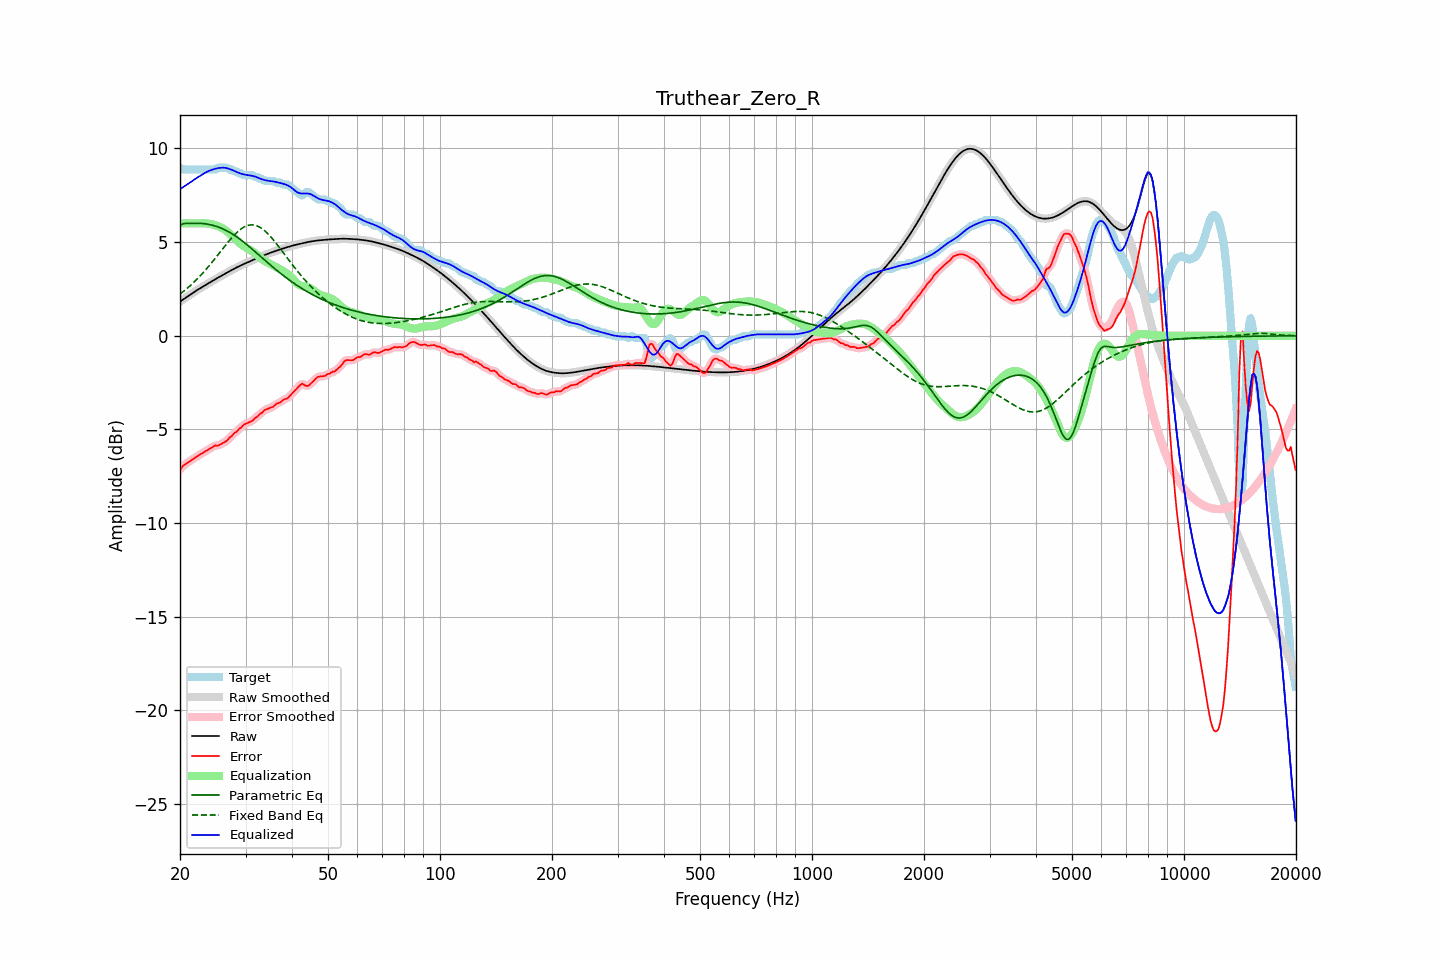 Truthear_Zero_R
Amplitude (dBr)
10
5
0
−5
−10
−15
−20
−25
Target
Raw Smoothed
Error Smoothed
Raw
Error
Equalization
Parametric Eq
Fixed Band Eq
Equalized
20 50 100 200 500 1000 2000 5000 10000 20000
Frequency (Hz)